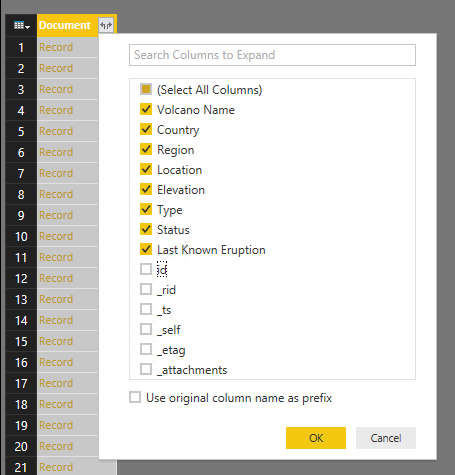 Document
Search Columns to Expand
(Select All Columns)
Volcano Name
Country
Region
Location
Elevation
Type
Status
Last Known Eruption
id
_rid
_ts
_self
_etag
_attachments
Use original column name as prefix
OK Cancel
1 Record
2 Record
3 Record
4 Record
5 Record
6 Record
7 Record
8 Record
9 Record
10 Record
11 Record
12 Record
13 Record
14 Record
15 Record
16 Record
17 Record
18 Record
19 Record
20 Record
21 Record